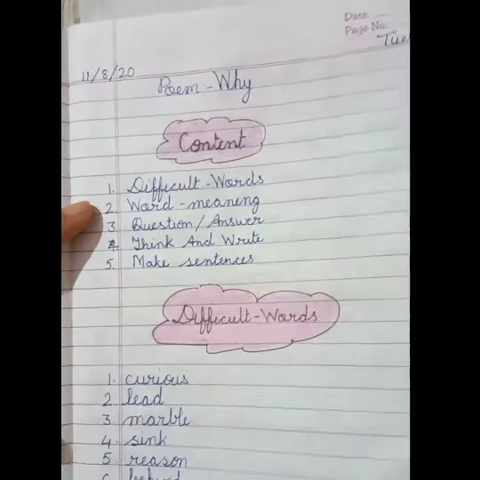 Date
Page No.
11/8/20
Poem - Why
Content
1. Difficult - Words
2 Word - meaning
3 Question / Answer
4. Think And Write
5. Make sentences
Difficult - Words
1. curious
2 lead
3 marble
4. sink
5 reason